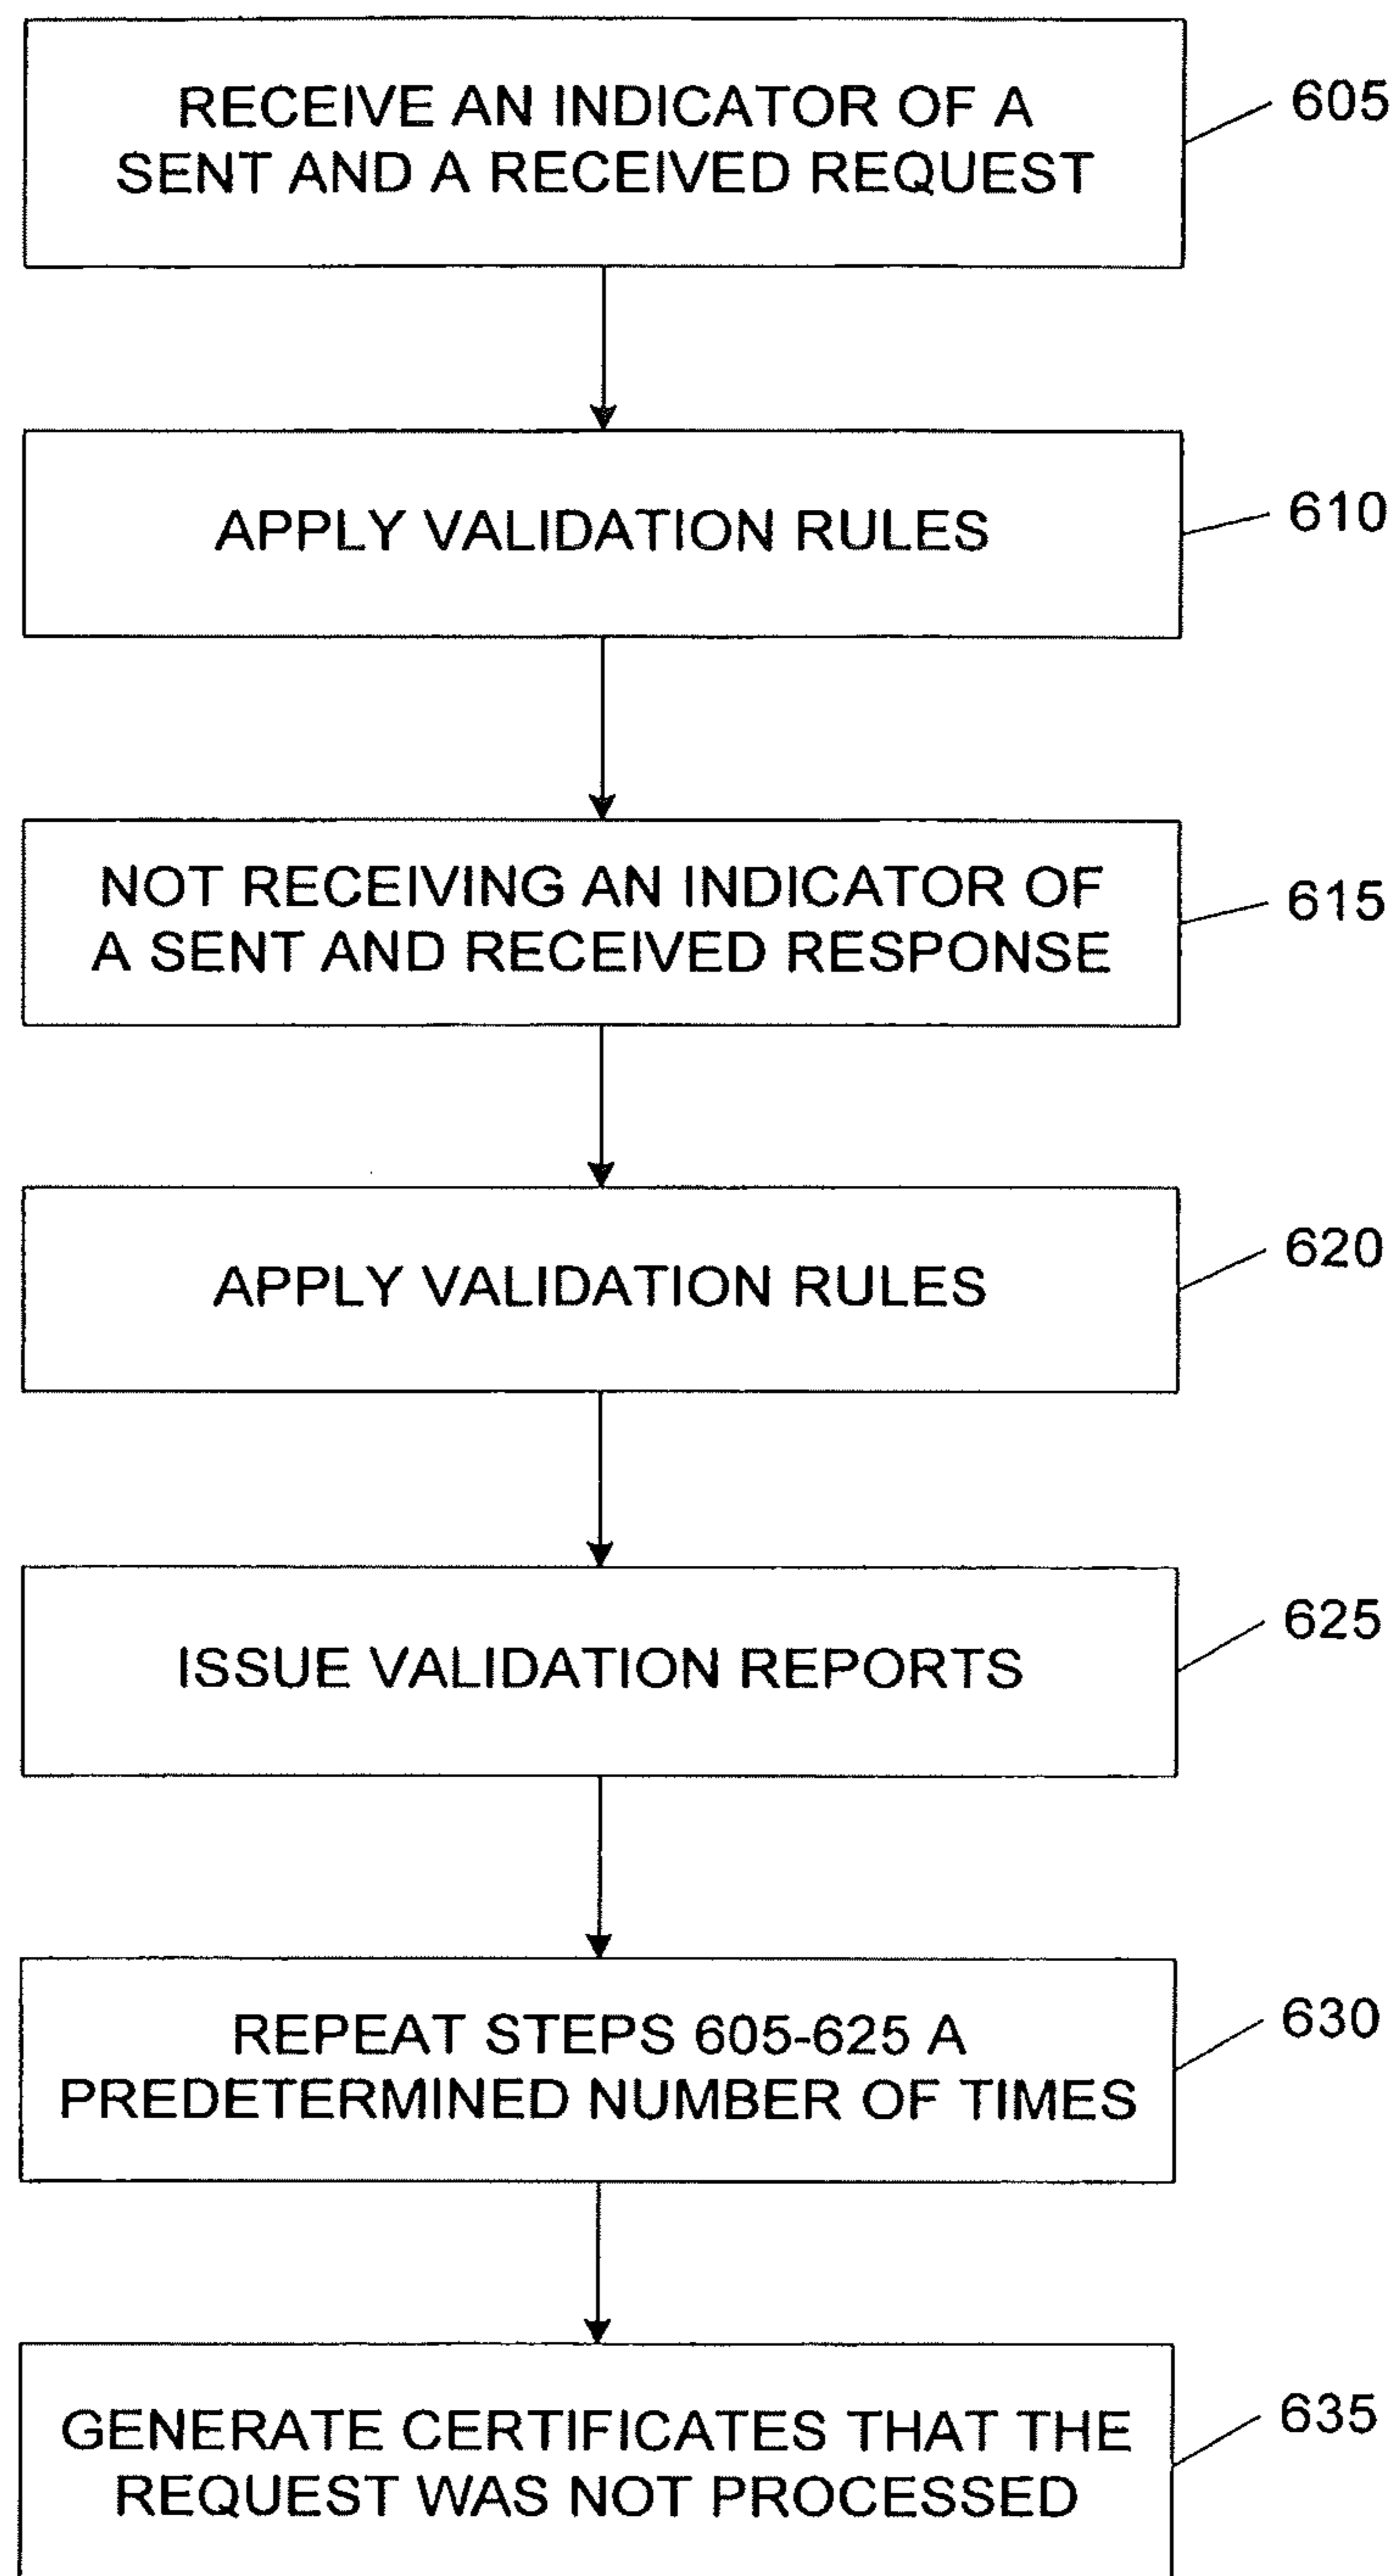 RECEIVE AN INDICATOR OF A
SENT AND A RECEIVED REQUEST
605
APPLY VALIDATION RULES
610
NOT RECEIVING AN INDICATOR OF
A SENT AND RECEIVED RESPONSE
615
APPLY VALIDATION RULES
620
ISSUE VALIDATION REPORTS
625
REPEAT STEPS 605-625 A
PREDETERMINED NUMBER OF TIMES
630
GENERATE CERTIFICATES THAT THE
REQUEST WAS NOT PROCESSED
635